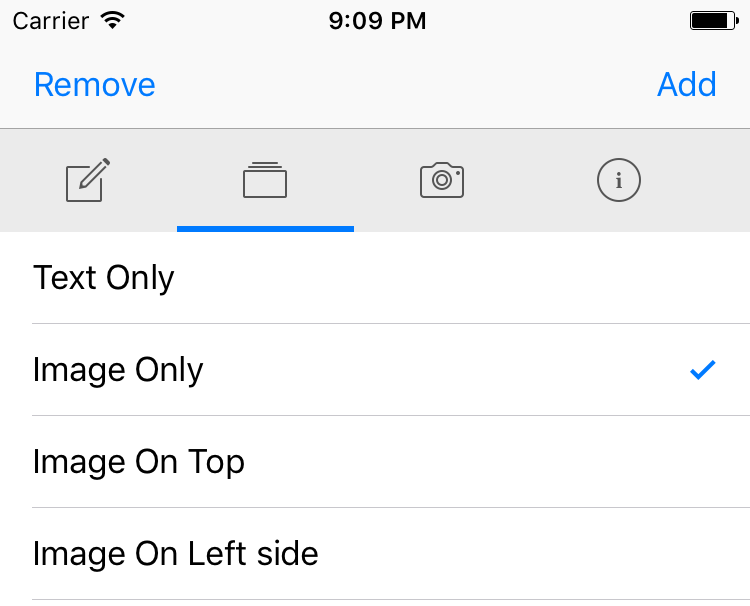 Carrier 9:09 PM
Remove Add
i
Text Only
Image Only
Image On Top
Image On Left side